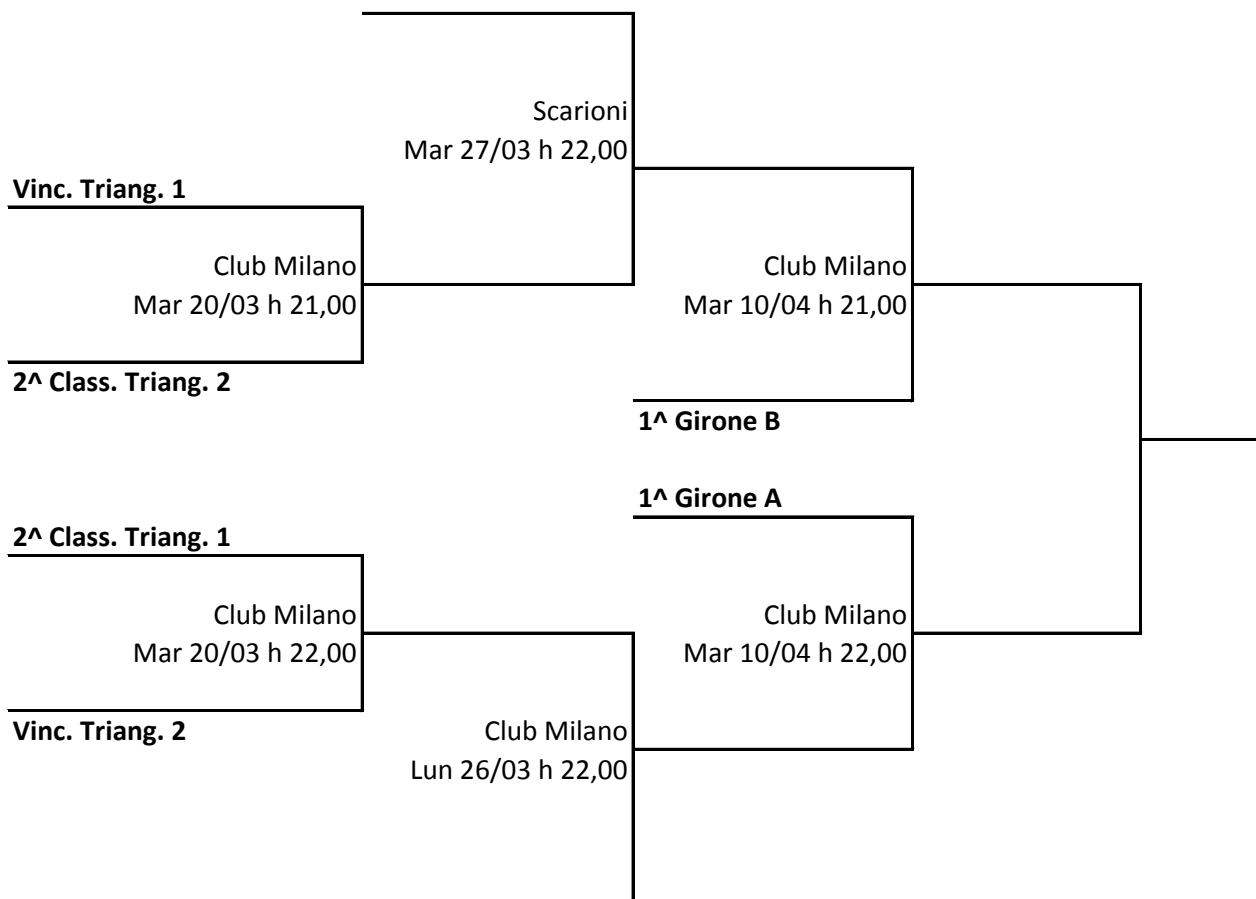 Scarioni
Mar 27/03 h 22,00
Vinc. Triang. 1
Club Milano
Mar 20/03 h 21,00
Club Milano
Mar 10/04 h 21,00
2^ Class. Triang. 2
1^ Girone B
1^ Girone A
2^ Class. Triang. 1
Club Milano
Mar 20/03 h 22,00
Club Milano
Mar 10/04 h 22,00
Vinc. Triang. 2
Club Milano
Lun 26/03 h 22,00